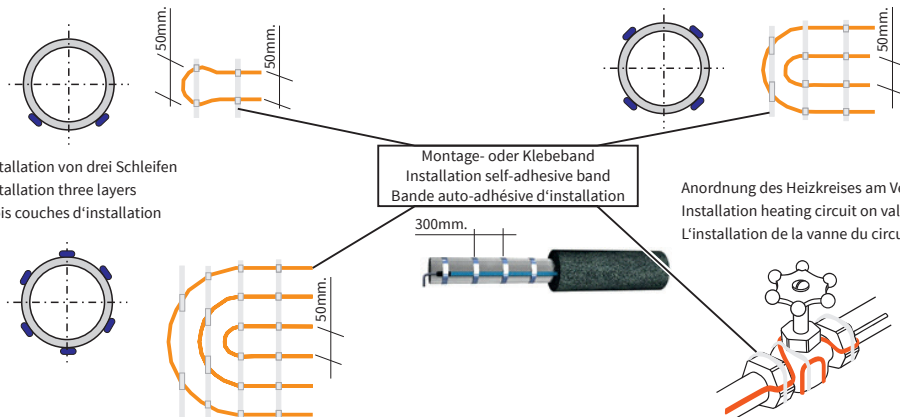 50mm.
50mm.
50mm.
tallation von drei Schleifen
tallation three layers
is couches d‘installation
Montage- oder Klebeband
Installation self-adhesive band
Bande auto-adhésive d‘installation
Anordnung des Heizkreises am Ve
Installation heating circuit on val
L‘installation de la vanne du circu
300mm.
50mm.